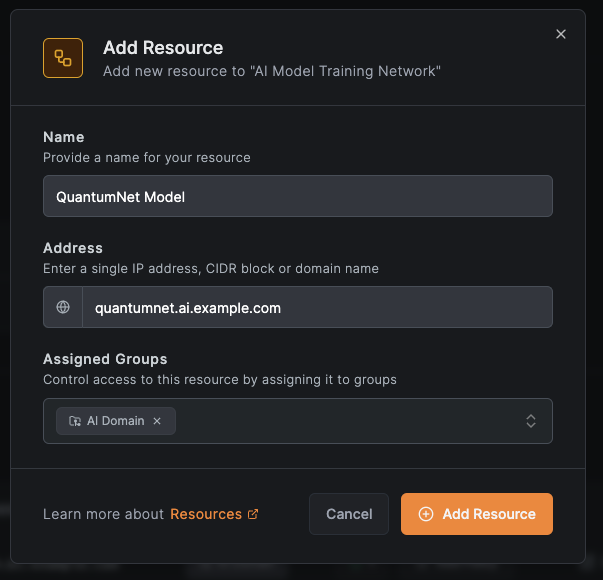 Add Resource
Add new resource to "AI Model Training Network"
Name
Provide a name for your resource
QuantumNet Model
Address
Enter a single IP address, CIDR block or domain name
quantumnet.ai.example.com
Assigned Groups
Control access to this resource by assigning it to groups
AI Domain
Learn more about Resources
Cancel
Add Resource